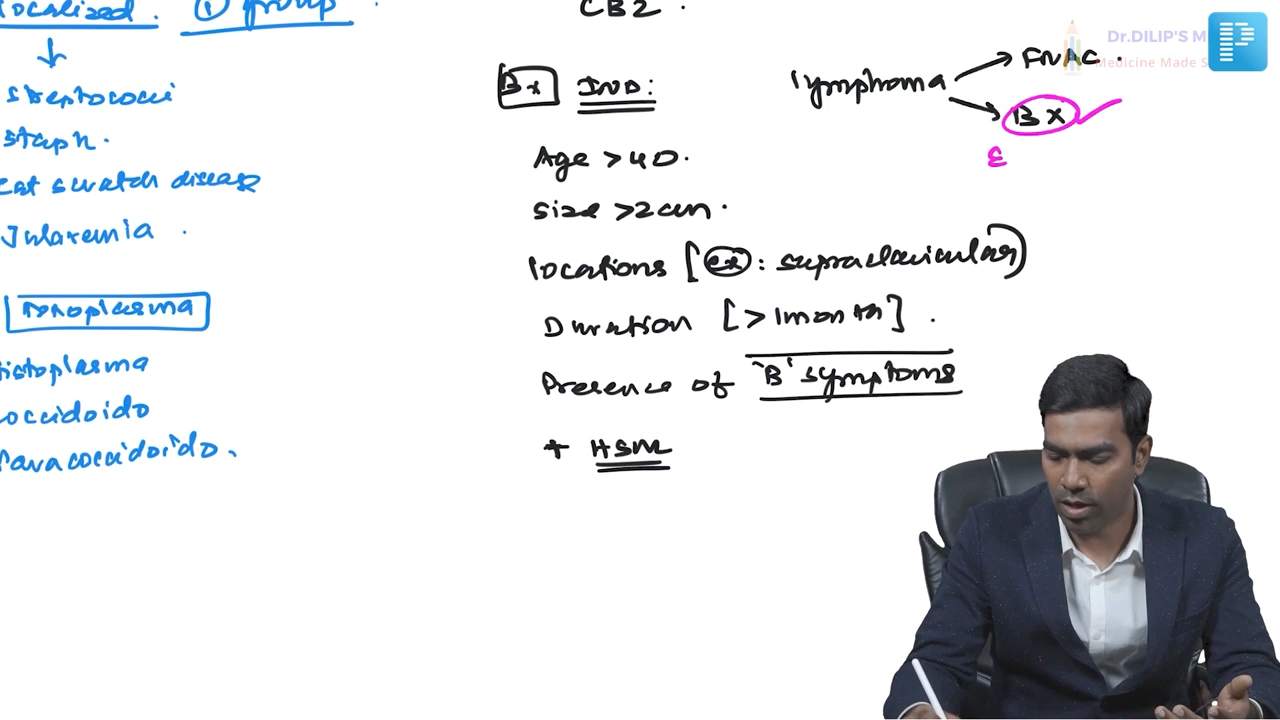 localized. ① group
↓
Streptococci
Staph.
Cat scratch disease
Tularemia.
Toxoplasma
Histoplasma
Coccidoido
Paracoccidoido.
CB2.
Bx IND:
Age >40.
Size >2cm.
locations [ex: supraclavicular)
Duration [>1month].
Presence of 'B' symptoms
+ HSM
lymphoma → FNAC.
→ Bx ✓
ε
Dr.DILIP'S M
Medicine Made S
P